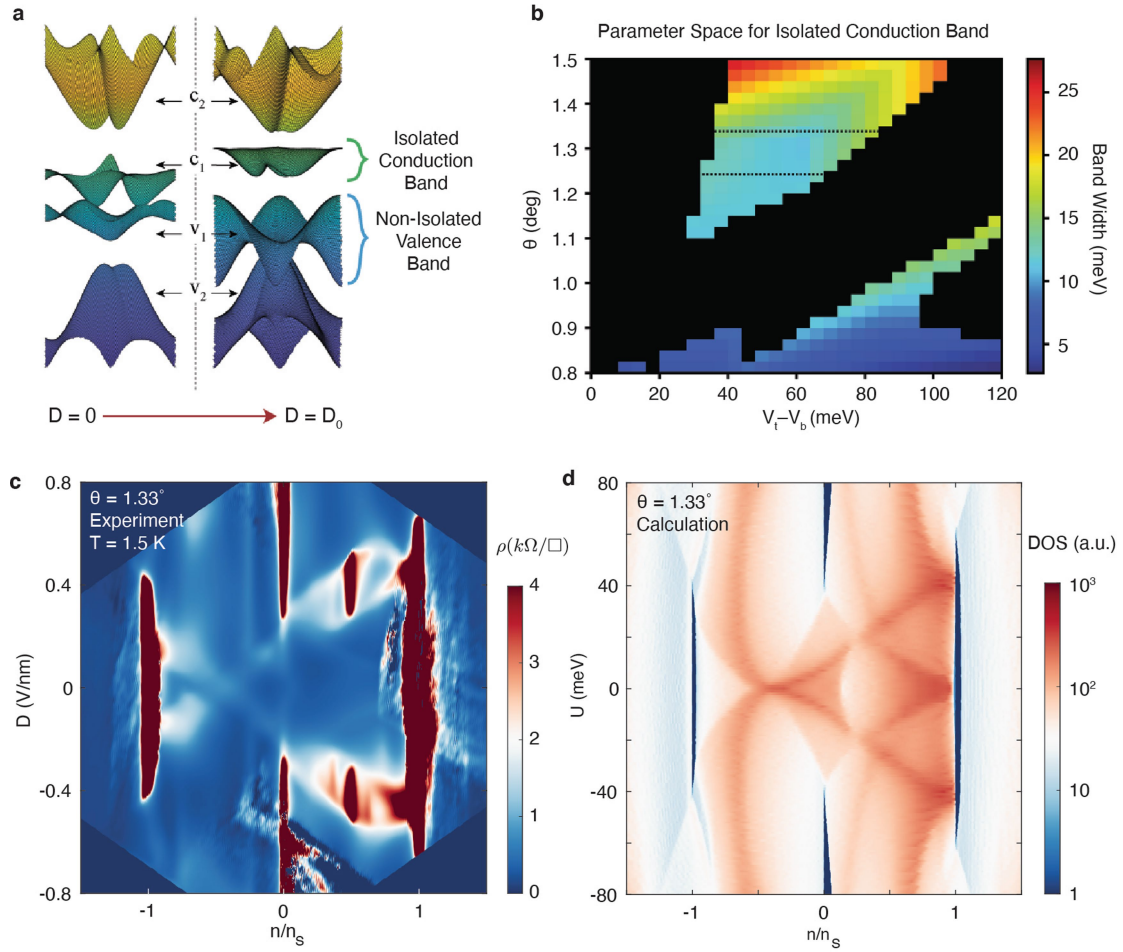 a
c₂
c₁
v₁
v₂
Isolated
Conduction
Band
Non-Isolated
Valence
Band
D = 0
D = D₀
b
Parameter Space for Isolated Conduction Band
1.5
1.4
1.3
1.2
1.1
1.0
0.9
0.8
θ (deg)
0
20
40
60
80
100
120
Vₜ–V_b (meV)
25
20
15
10
5
Band Width (meV)
c
θ = 1.33°
Experiment
T = 1.5 K
0.8
0.4
0
-0.4
-0.8
D (V/nm)
-1
0
1
n/nₛ
ρ(kΩ/□)
4
3
2
1
0
d
θ = 1.33°
Calculation
80
40
0
-40
-80
U (meV)
-1
0
1
n/nₛ
DOS (a.u.)
10³
10²
10
1